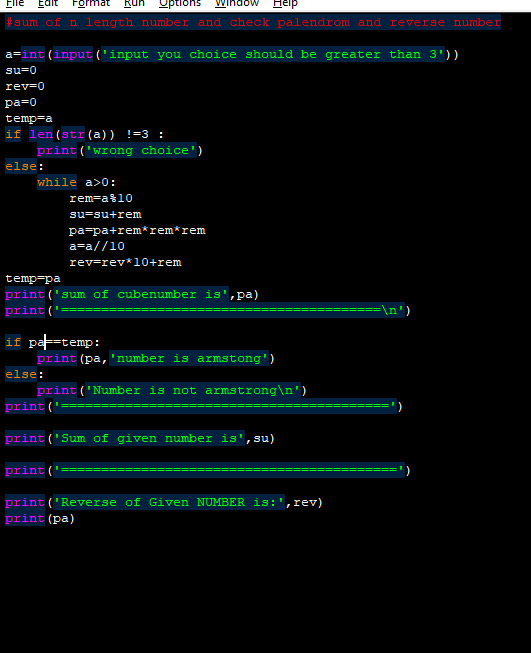 File Edit Format Run Options Window Help
#sum of n length number and check palendrom and reverse number
a=int(input('input you choice should be greater than 3'))
su=0
rev=0
pa=0
temp=a
if len(str(a)) !=3 :
    print('wrong choice')
else:
    while a>0:
        rem=a%10
        su=su+rem
        pa=pa+rem*rem*rem
        a=a//10
        rev=rev*10+rem
temp=pa
print('sum of cubenumber is',pa)
print('========================================\n')
if pa==temp:
    print(pa,'number is armstong')
else:
    print('Number is not armstrong\n')
print('=========================================')
print('Sum of given number is',su)
print('==========================================')
print('Reverse of Given NUMBER is:',rev)
print(pa)